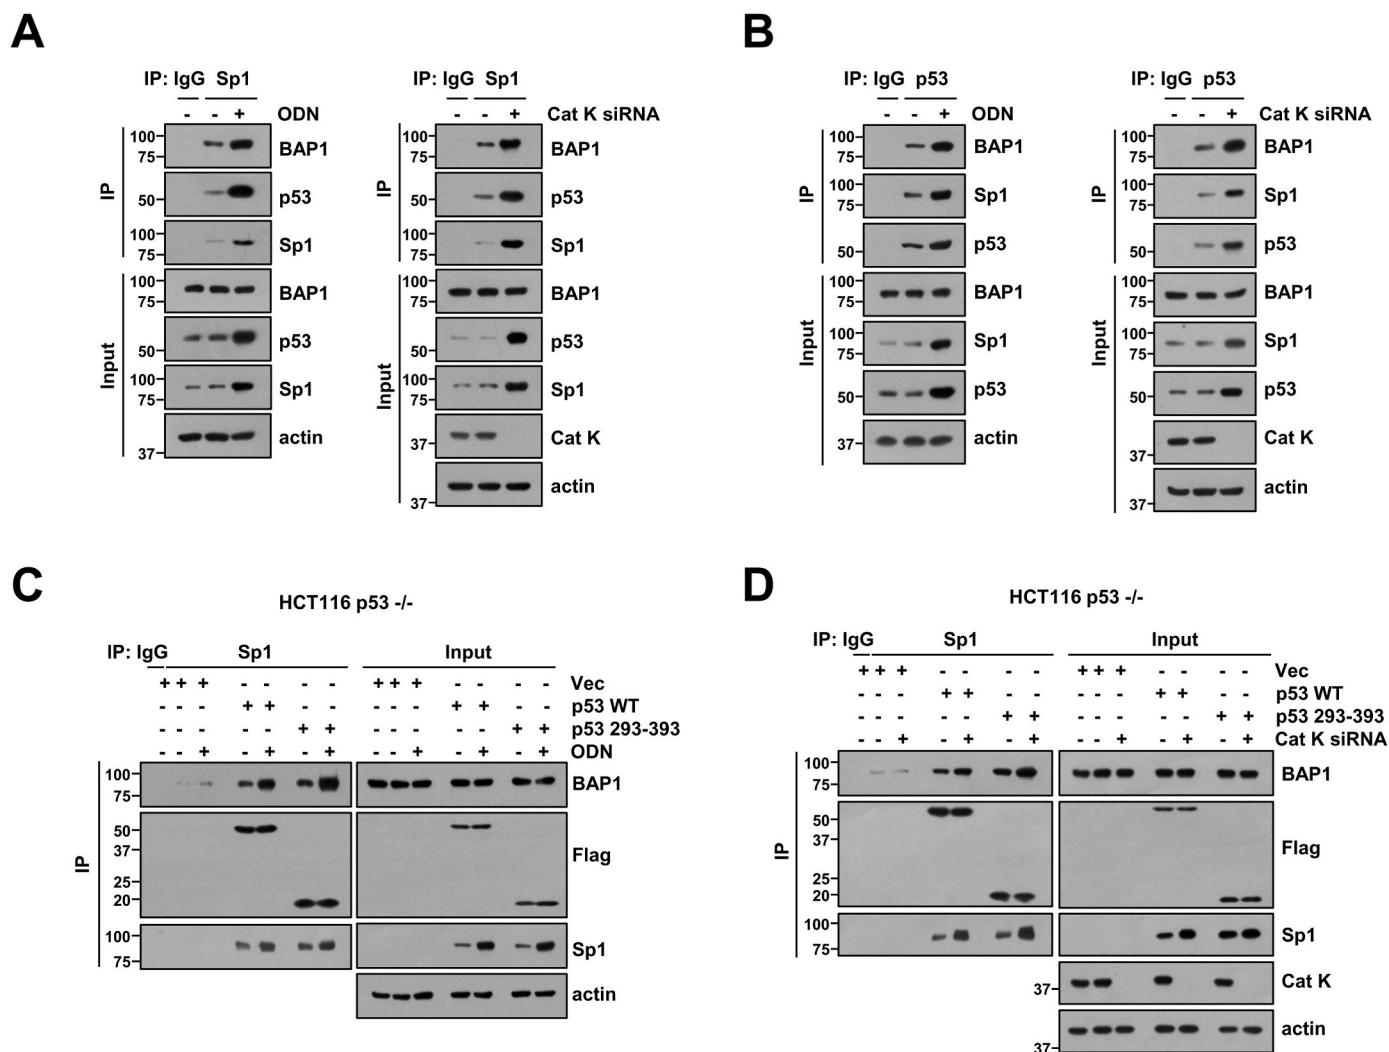 A
IP: IgG Sp1
- - + ODN
IP
100
75
BAP1
50
p53
100
75
Sp1
Input
100
75
BAP1
50
p53
100
75
Sp1
37
actin
IP: IgG Sp1
- - + Cat K siRNA
IP
100
75
BAP1
50
p53
100
75
Sp1
Input
100
75
BAP1
50
p53
100
75
Sp1
37
Cat K
37
actin
B
IP: IgG p53
- - + ODN
IP
100
75
BAP1
100
75
Sp1
50
p53
Input
100
75
BAP1
100
75
Sp1
50
p53
37
actin
IP: IgG p53
- - + Cat K siRNA
IP
100
75
BAP1
100
75
Sp1
50
p53
Input
100
75
BAP1
100
75
Sp1
50
p53
37
Cat K
37
actin
C
HCT116 p53 -/-
IP: IgG Sp1 Input
+ + + - - - - + + + - - - - Vec
- - - + + - - - - - + + - - p53 WT
- - - - - + + - - - - - + + p53 293-393
- - + - + - + - - + - + - + ODN
IP
100
75
BAP1
50
37
25
20
Flag
100
75
Sp1
actin
D
HCT116 p53 -/-
IP: IgG Sp1 Input
+ + + - - - - + + + - - - - Vec
- - - + + - - - - - + + - - p53 WT
- - - - - + + - - - - - + + p53 293-393
- - + - + - + - - + - + - + Cat K siRNA
IP
100
75
BAP1
50
37
25
20
Flag
100
75
Sp1
37
Cat K
37
actin